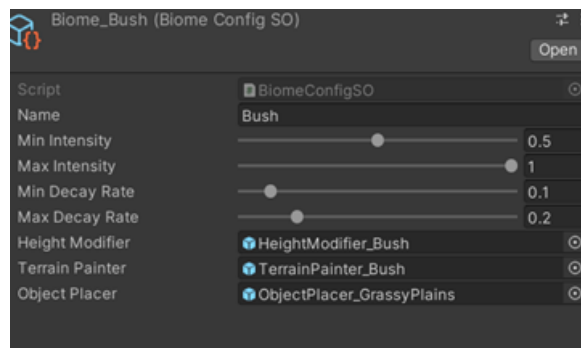 Biome_Bush (Biome Config SO)
Open
Script BiomeConfigSO
Name Bush
Min Intensity 0.5
Max Intensity 1
Min Decay Rate 0.1
Max Decay Rate 0.2
Height Modifier HeightModifier_Bush
Terrain Painter TerrainPainter_Bush
Object Placer ObjectPlacer_GrassyPlains